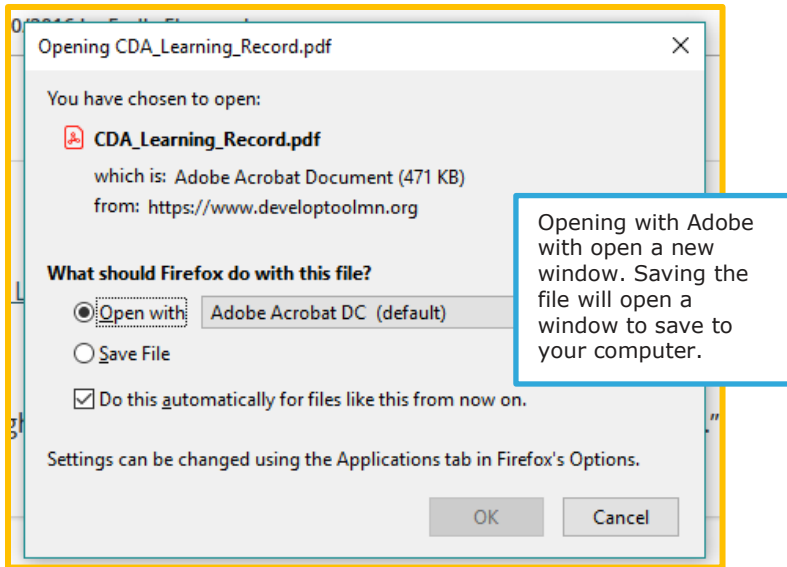 Opening CDA_Learning_Record.pdf
You have chosen to open:
CDA_Learning_Record.pdf
which is: Adobe Acrobat Document (471 KB)
from: https://www.developtoolmn.org
What should Firefox do with this file?
Open with Adobe Acrobat DC (default)
Save File
Do this automatically for files like this from now on.
Settings can be changed using the Applications tab in Firefox's Options.
OK Cancel
Opening with Adobe
with open a new
window. Saving the
file will open a
window to save to
your computer.